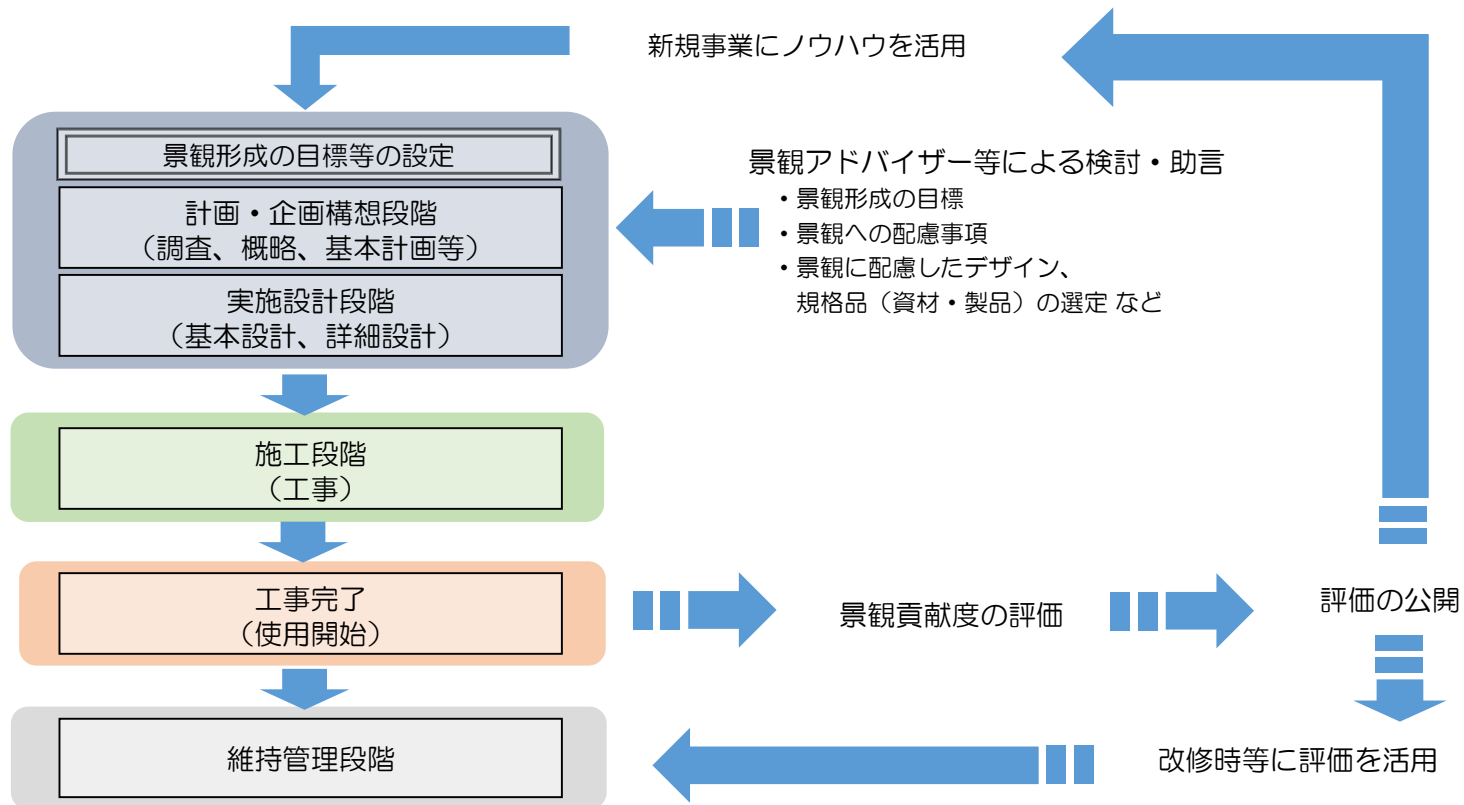 新規事業にノウハウを活用
景観形成の目標等の設定
計画・企画構想段階
（調査、概略、基本計画等）
実施設計段階
（基本設計、詳細設計）
景観アドバイザー等による検討・助言
・景観形成の目標
・景観への配慮事項
・景観に配慮したデザイン、
規格品（資材・製品）の選定 など
施工段階
（工事）
工事完了
（使用開始）
景観貢献度の評価
評価の公開
維持管理段階
改修時等に評価を活用